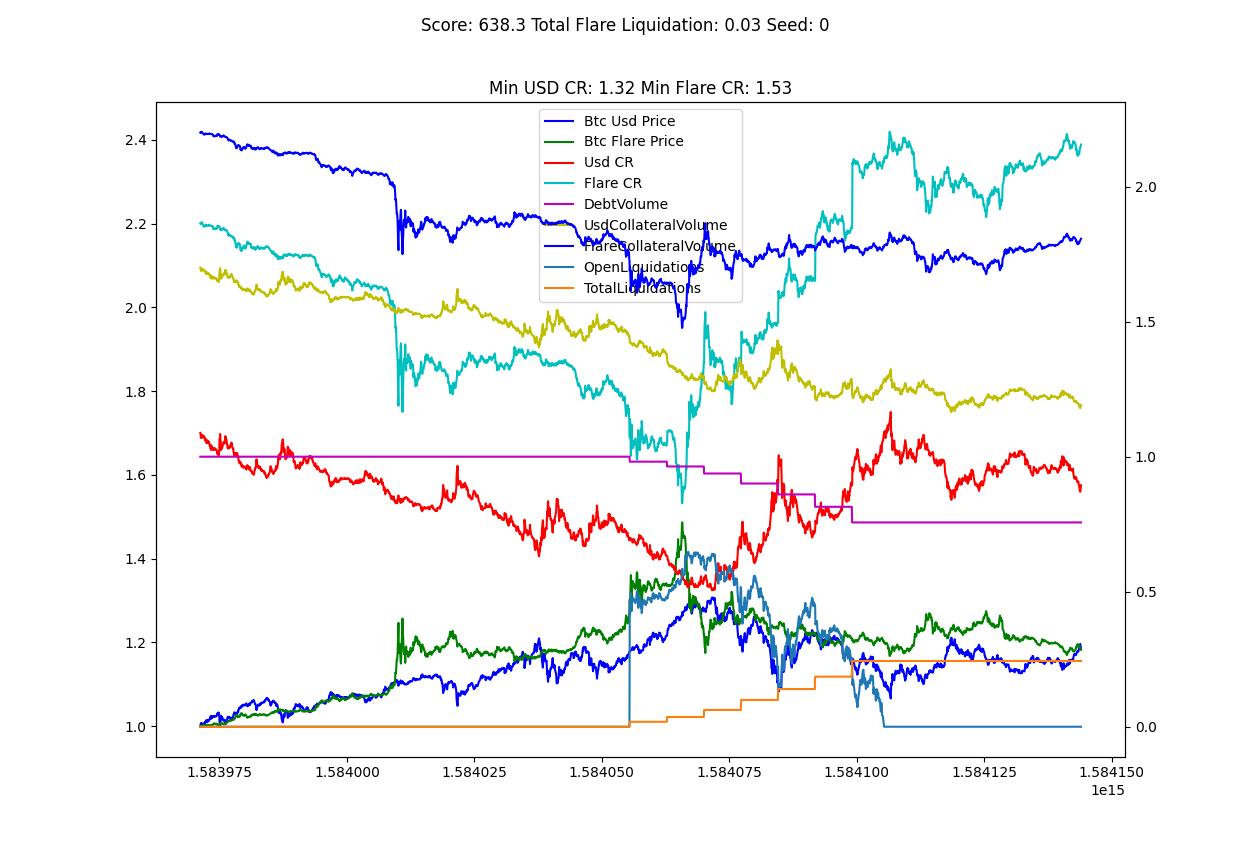 Score: 638.3 Total Flare Liquidation: 0.03 Seed: 0
Min USD CR: 1.32 Min Flare CR: 1.53
Btc Usd Price
Btc Flare Price
Usd CR
Flare CR
DebtVolume
UsdCollateralVolume
FlareCollateralVolume
OpenLiquidations
TotalLiquidations
2.4
2.2
2.0
1.8
1.6
1.4
1.2
1.0
2.0
1.5
1.0
0.5
0.0
1.583975 1.584000 1.584025 1.584050 1.584075 1.584100 1.584125 1.584150
1e15